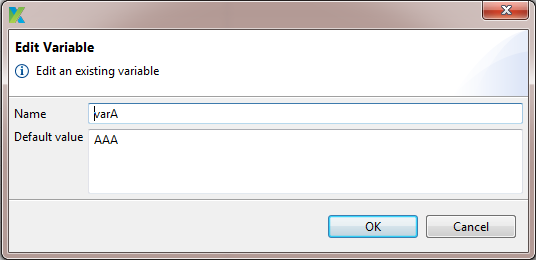 Edit Variable
Edit an existing variable
Name varA
Default value AAA
OK Cancel